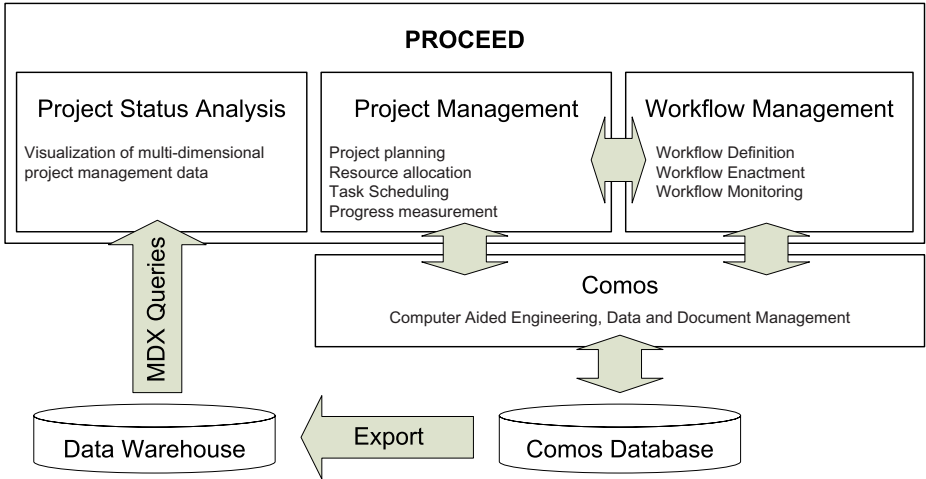 PROCEED
Project Status Analysis
Visualization of multi-dimensional
project management data
Project Management
Project planning
Resource allocation
Task Scheduling
Progress measurement
Workflow Management
Workflow Definition
Workflow Enactment
Workflow Monitoring
MDX Queries
Comos
Computer Aided Engineering, Data and Document Management
Data Warehouse
Export
Comos Database